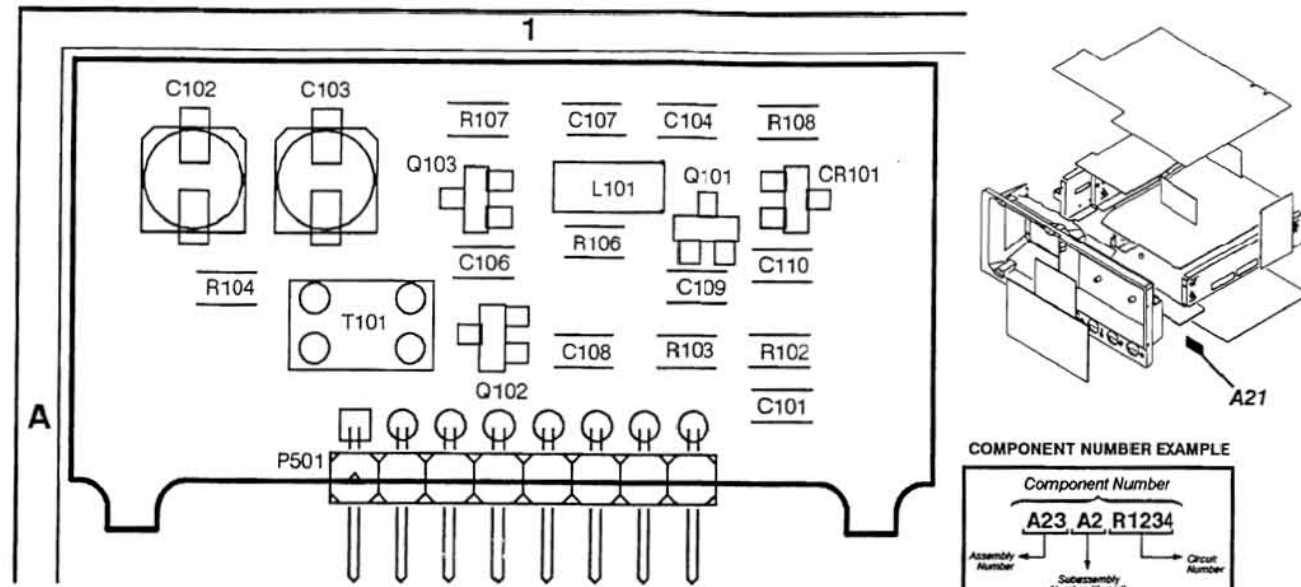 1
C102
C103
R107
C107
C104
R108
Q103
L101
Q101
CR101
R106
C106
C110
R104
C109
T101
C108
R103
R102
Q102
C101
A
P501
A21
COMPONENT NUMBER EXAMPLE
Component Number
A23 A2 R1234
Assembly
Number
Circuit
Number
Subassembly